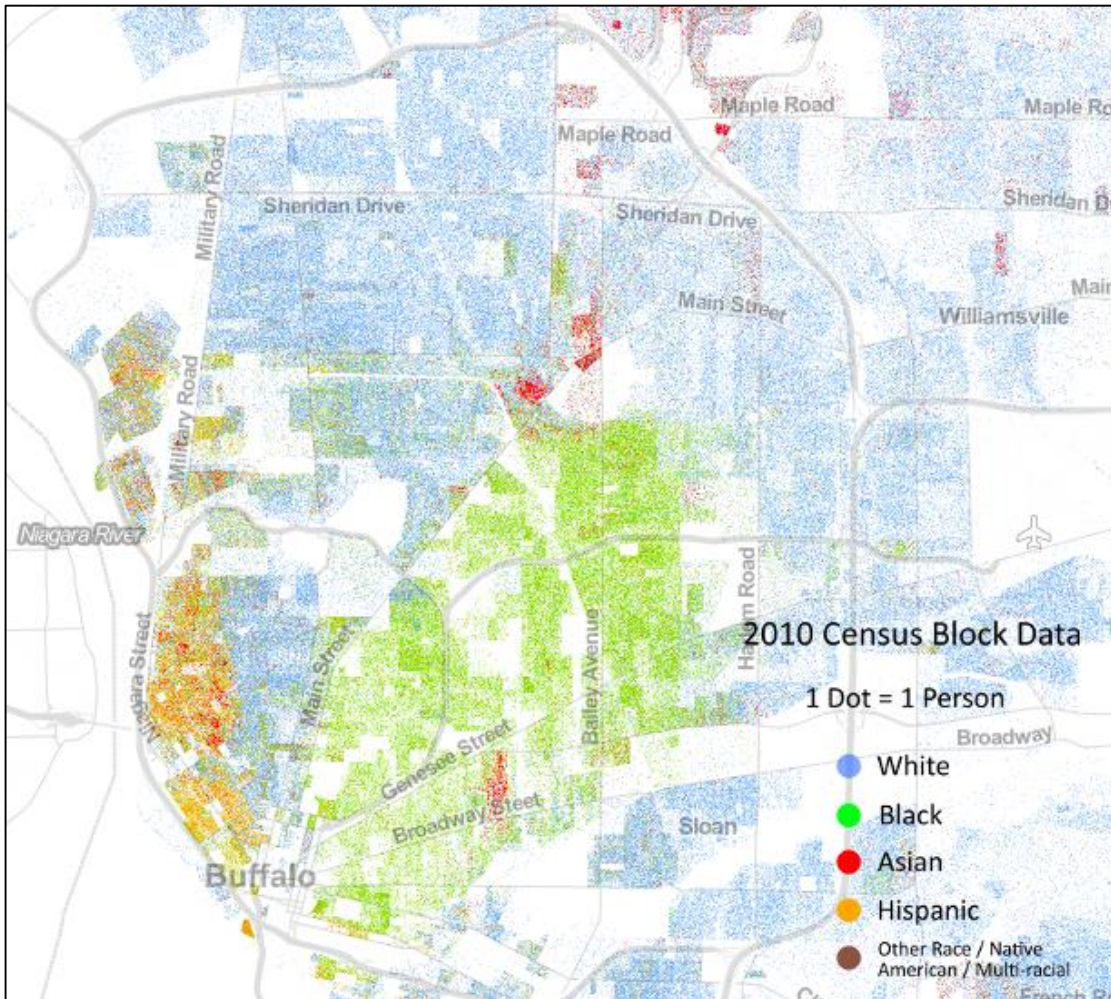 Maple Road
Maple Ro
Maple Road
Military Road
Sheridan Drive
Sheridan Drive
Sheridan D
Main Street
Main
Williamsville
Military Road
Niagara River
Harlem Road
2010 Census Block Data
Main Street
Niagara Street
Bailey Avenue
1 Dot = 1 Person
Genesee Street
Broadway
White
Broadway Steet
Black
Sloan
Asian
Buffalo
Hispanic
Other Race / Native
American / Multi-racial